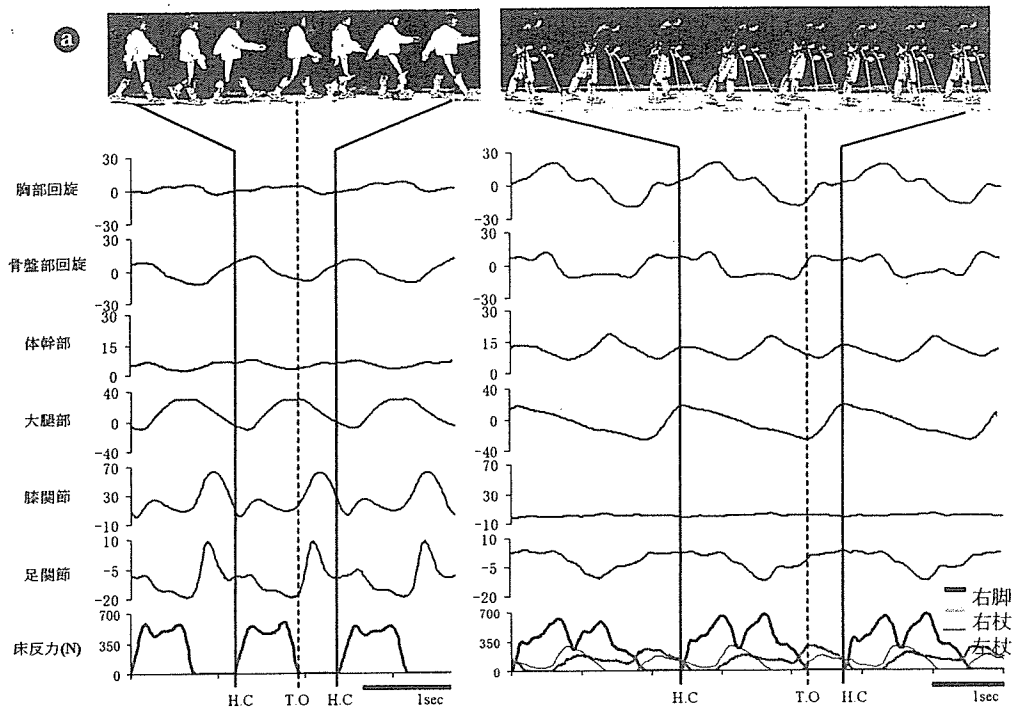 a
胸部回旋 30 0 -30 30 0 -30
骨盤部回旋 30 0 -30 30 0 -30
体幹部 30 15 0 30 15 0
大腿部 40 0 -40 40 0 -40
膝関節 70 30 -10 70 30 -10
足関節 10 -5 -20 10 -5 -20
床反力(N) 700 350 0 700 350 0
右脚
右杖
左杖
H.C T.O H.C 1sec H.C T.O H.C 1sec